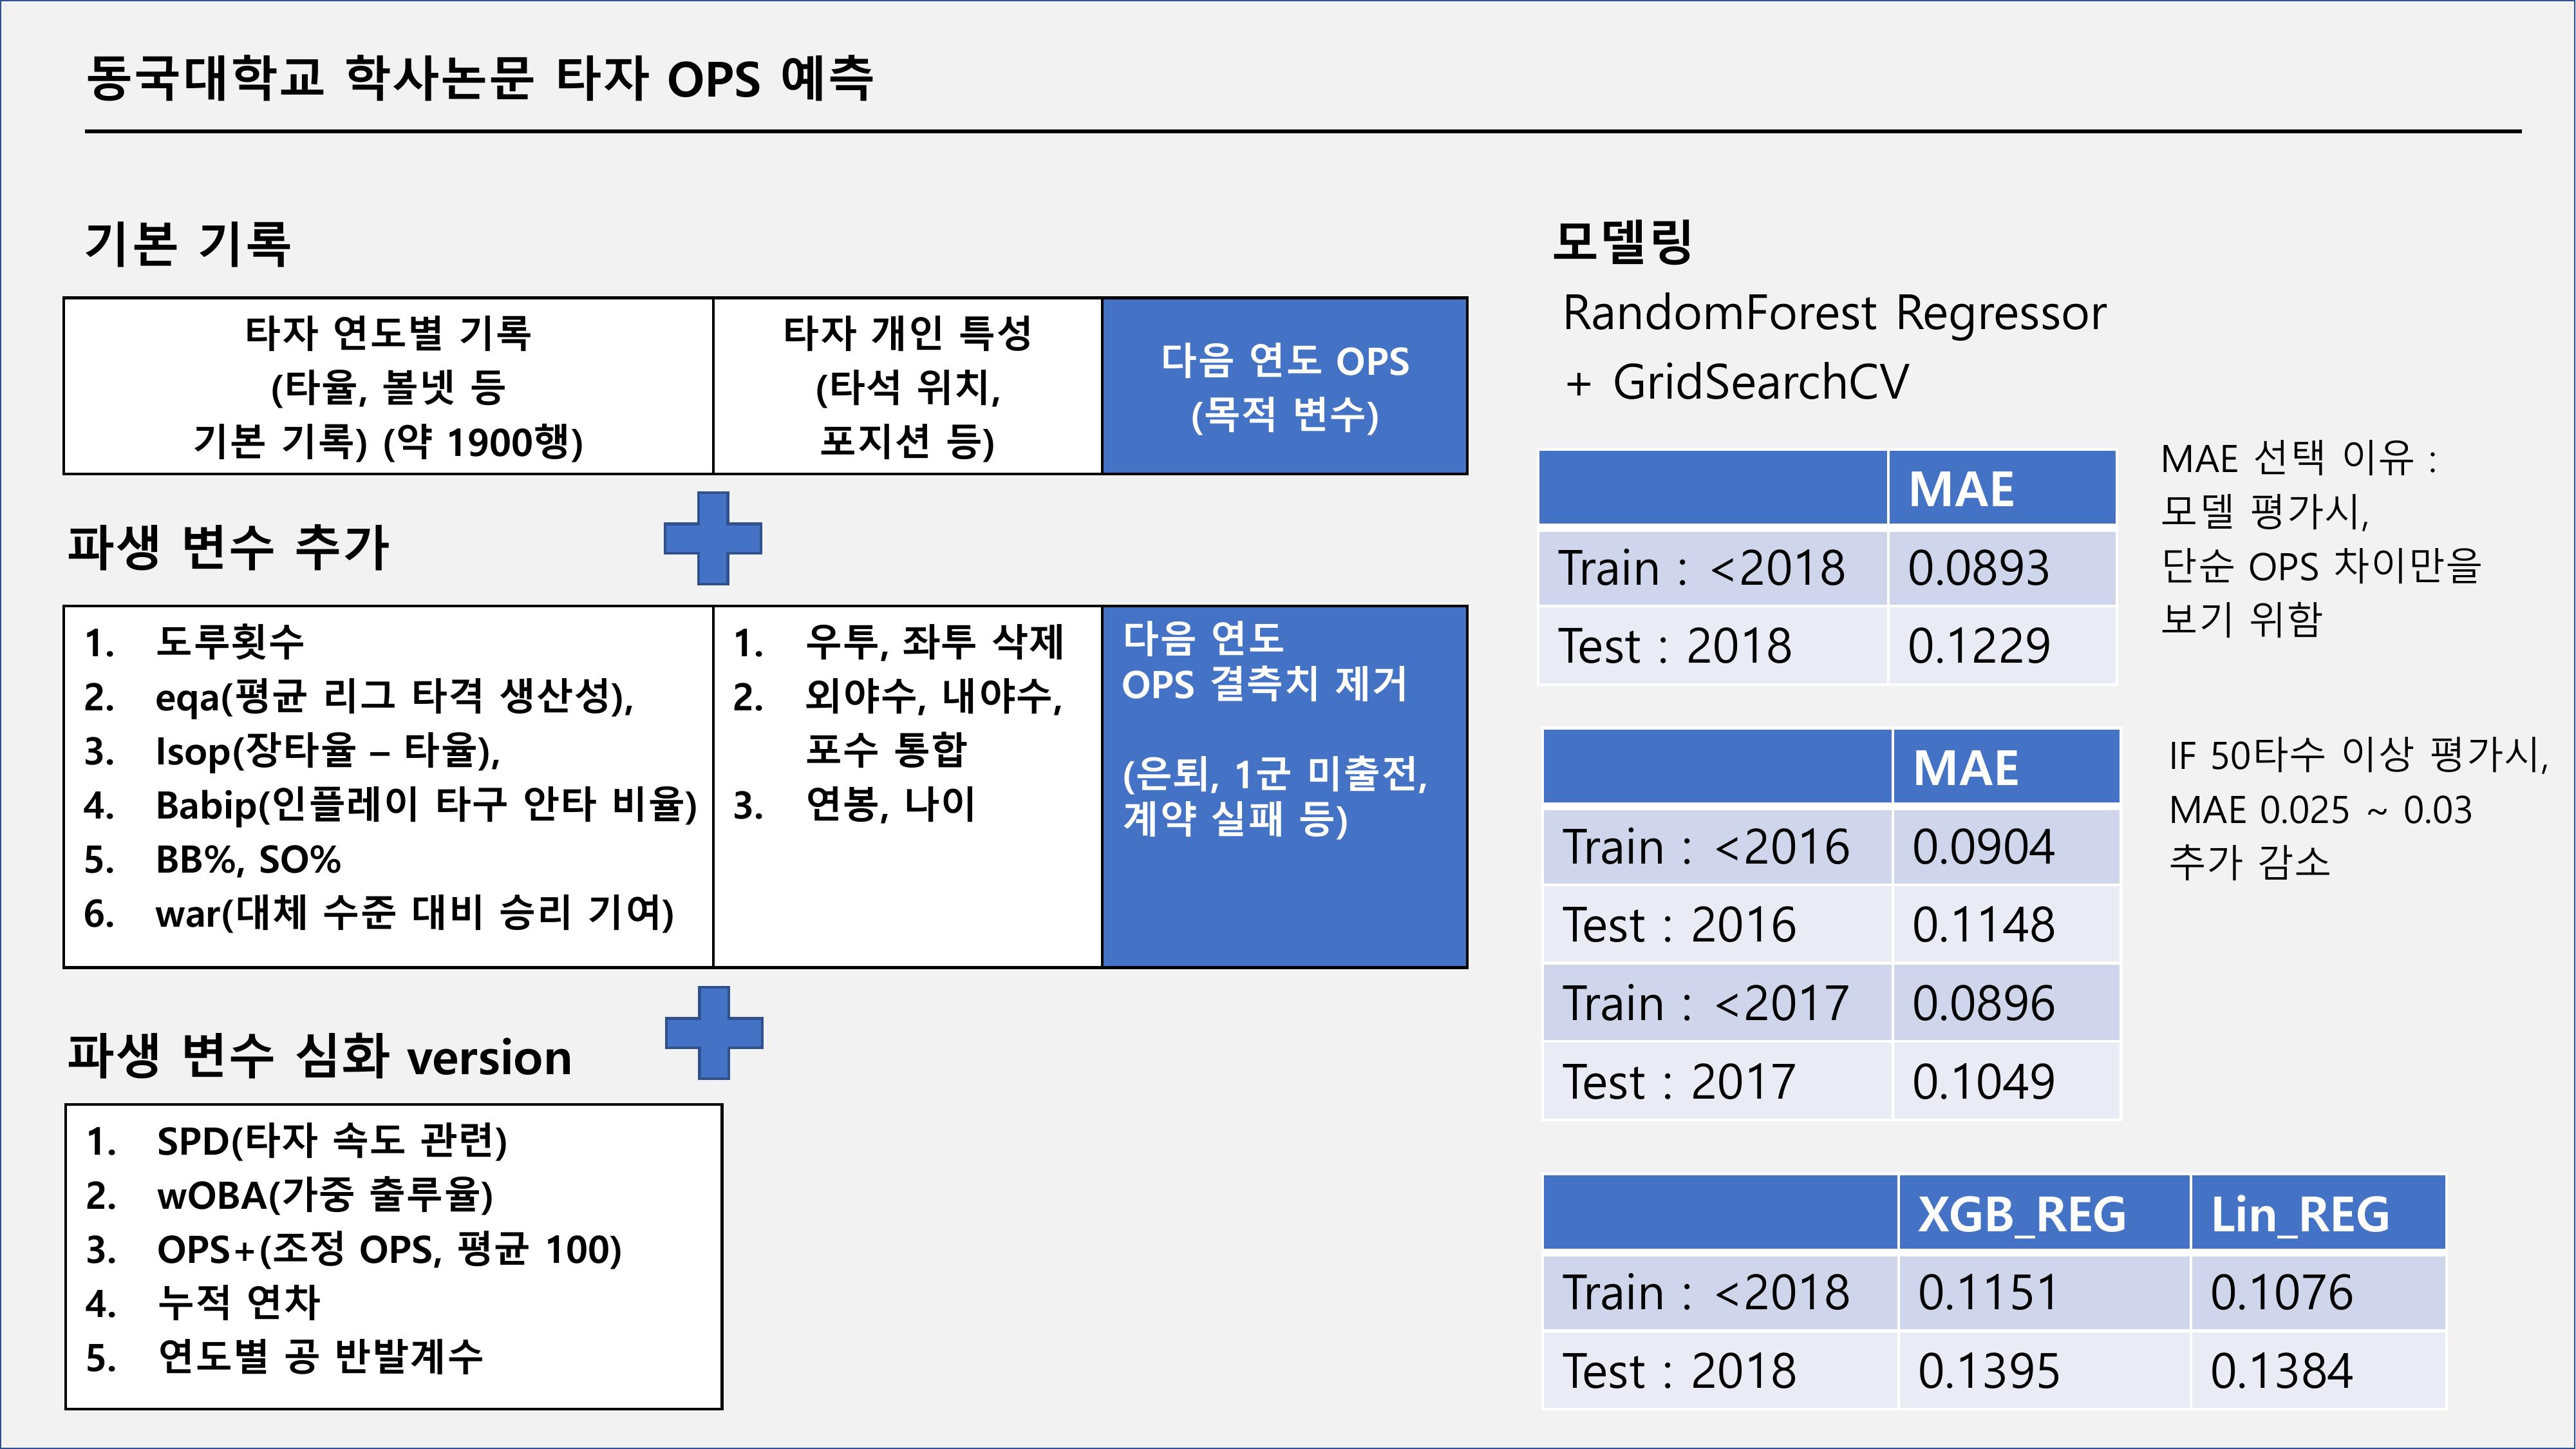 동국대학교 학사논문 타자 OPS 예측
기본 기록
타자 연도별 기록
(타율, 볼넷 등
기본 기록) (약 1900행)
타자 개인 특성
(타석 위치,
포지션 등)
다음 연도 OPS
(목적 변수)
파생 변수 추가
1. 도루횟수
2. eqa(평균 리그 타격 생산성),
3. Isop(장타율 – 타율),
4. Babip(인플레이 타구 안타 비율)
5. BB%, SO%
6. war(대체 수준 대비 승리 기여)
1. 우투, 좌투 삭제
2. 외야수, 내야수,
포수 통합
3. 연봉, 나이
다음 연도
OPS 결측치 제거
(은퇴, 1군 미출전,
계약 실패 등)
파생 변수 심화 version
1. SPD(타자 속도 관련)
2. wOBA(가중 출루율)
3. OPS+(조정 OPS, 평균 100)
4. 누적 연차
5. 연도별 공 반발계수
모델링
RandomForest Regressor
+ GridSearchCV
MAE
Train : <2018 0.0893
Test : 2018 0.1229
MAE 선택 이유 :
모델 평가시,
단순 OPS 차이만을
보기 위함
MAE
Train : <2016 0.0904
Test : 2016 0.1148
Train : <2017 0.0896
Test : 2017 0.1049
IF 50타수 이상 평가시,
MAE 0.025 ~ 0.03
추가 감소
XGB_REG Lin_REG
Train : <2018 0.1151 0.1076
Test : 2018 0.1395 0.1384